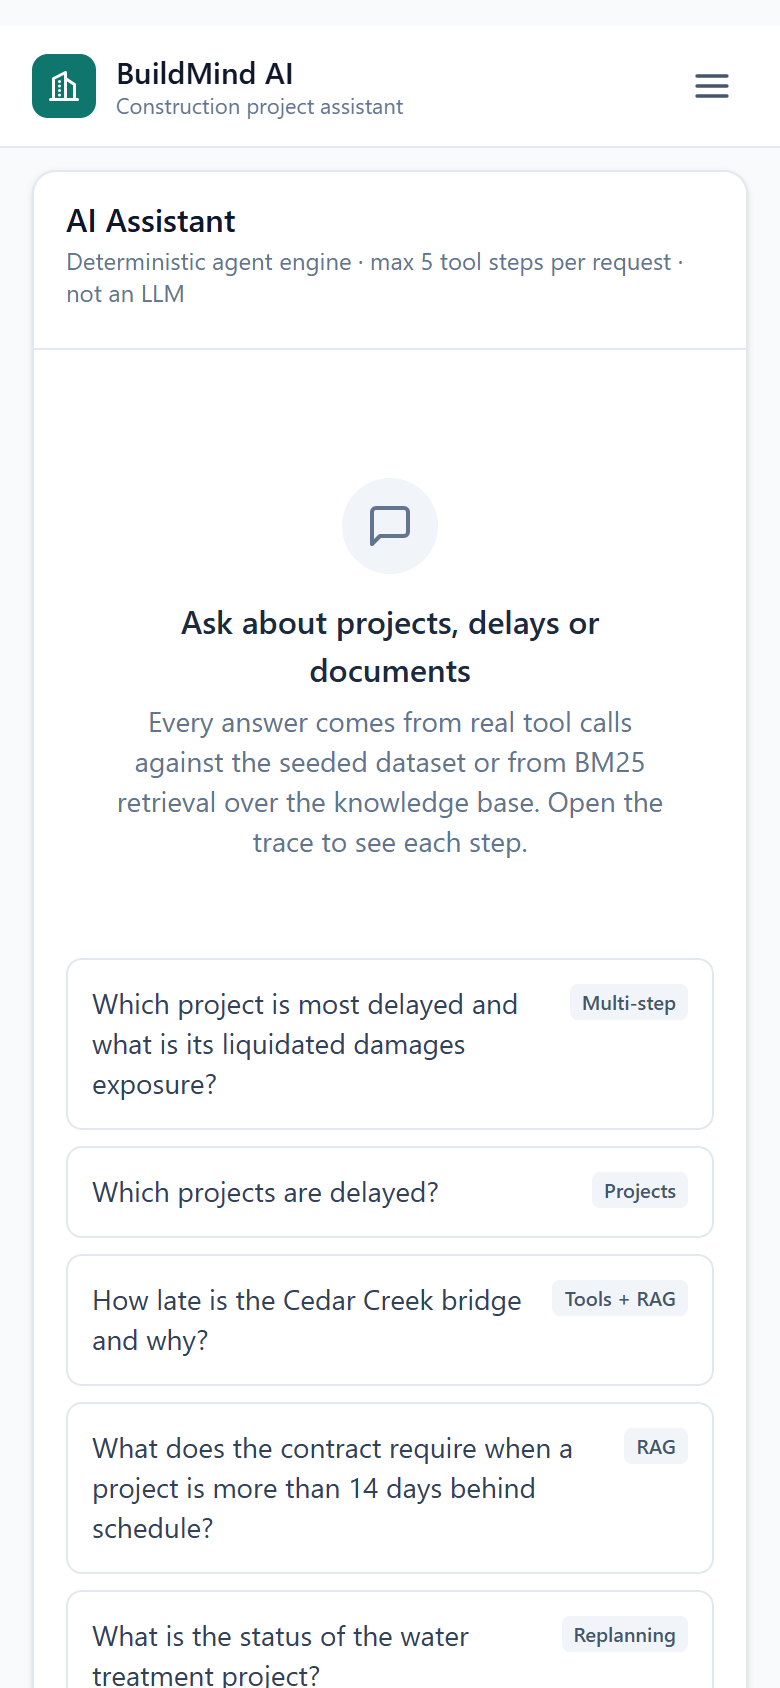 BuildMind AI
Construction project assistant
AI Assistant
Deterministic agent engine · max 5 tool steps per request ·
not an LLM
Ask about projects, delays or
documents
Every answer comes from real tool calls
against the seeded dataset or from BM25
retrieval over the knowledge base. Open the
trace to see each step.
Which project is most delayed and
what is its liquidated damages
exposure?
Multi-step
Which projects are delayed?
Projects
How late is the Cedar Creek bridge
and why?
Tools + RAG
What does the contract require when a
project is more than 14 days behind
schedule?
RAG
What is the status of the water
treatment project?
Replanning